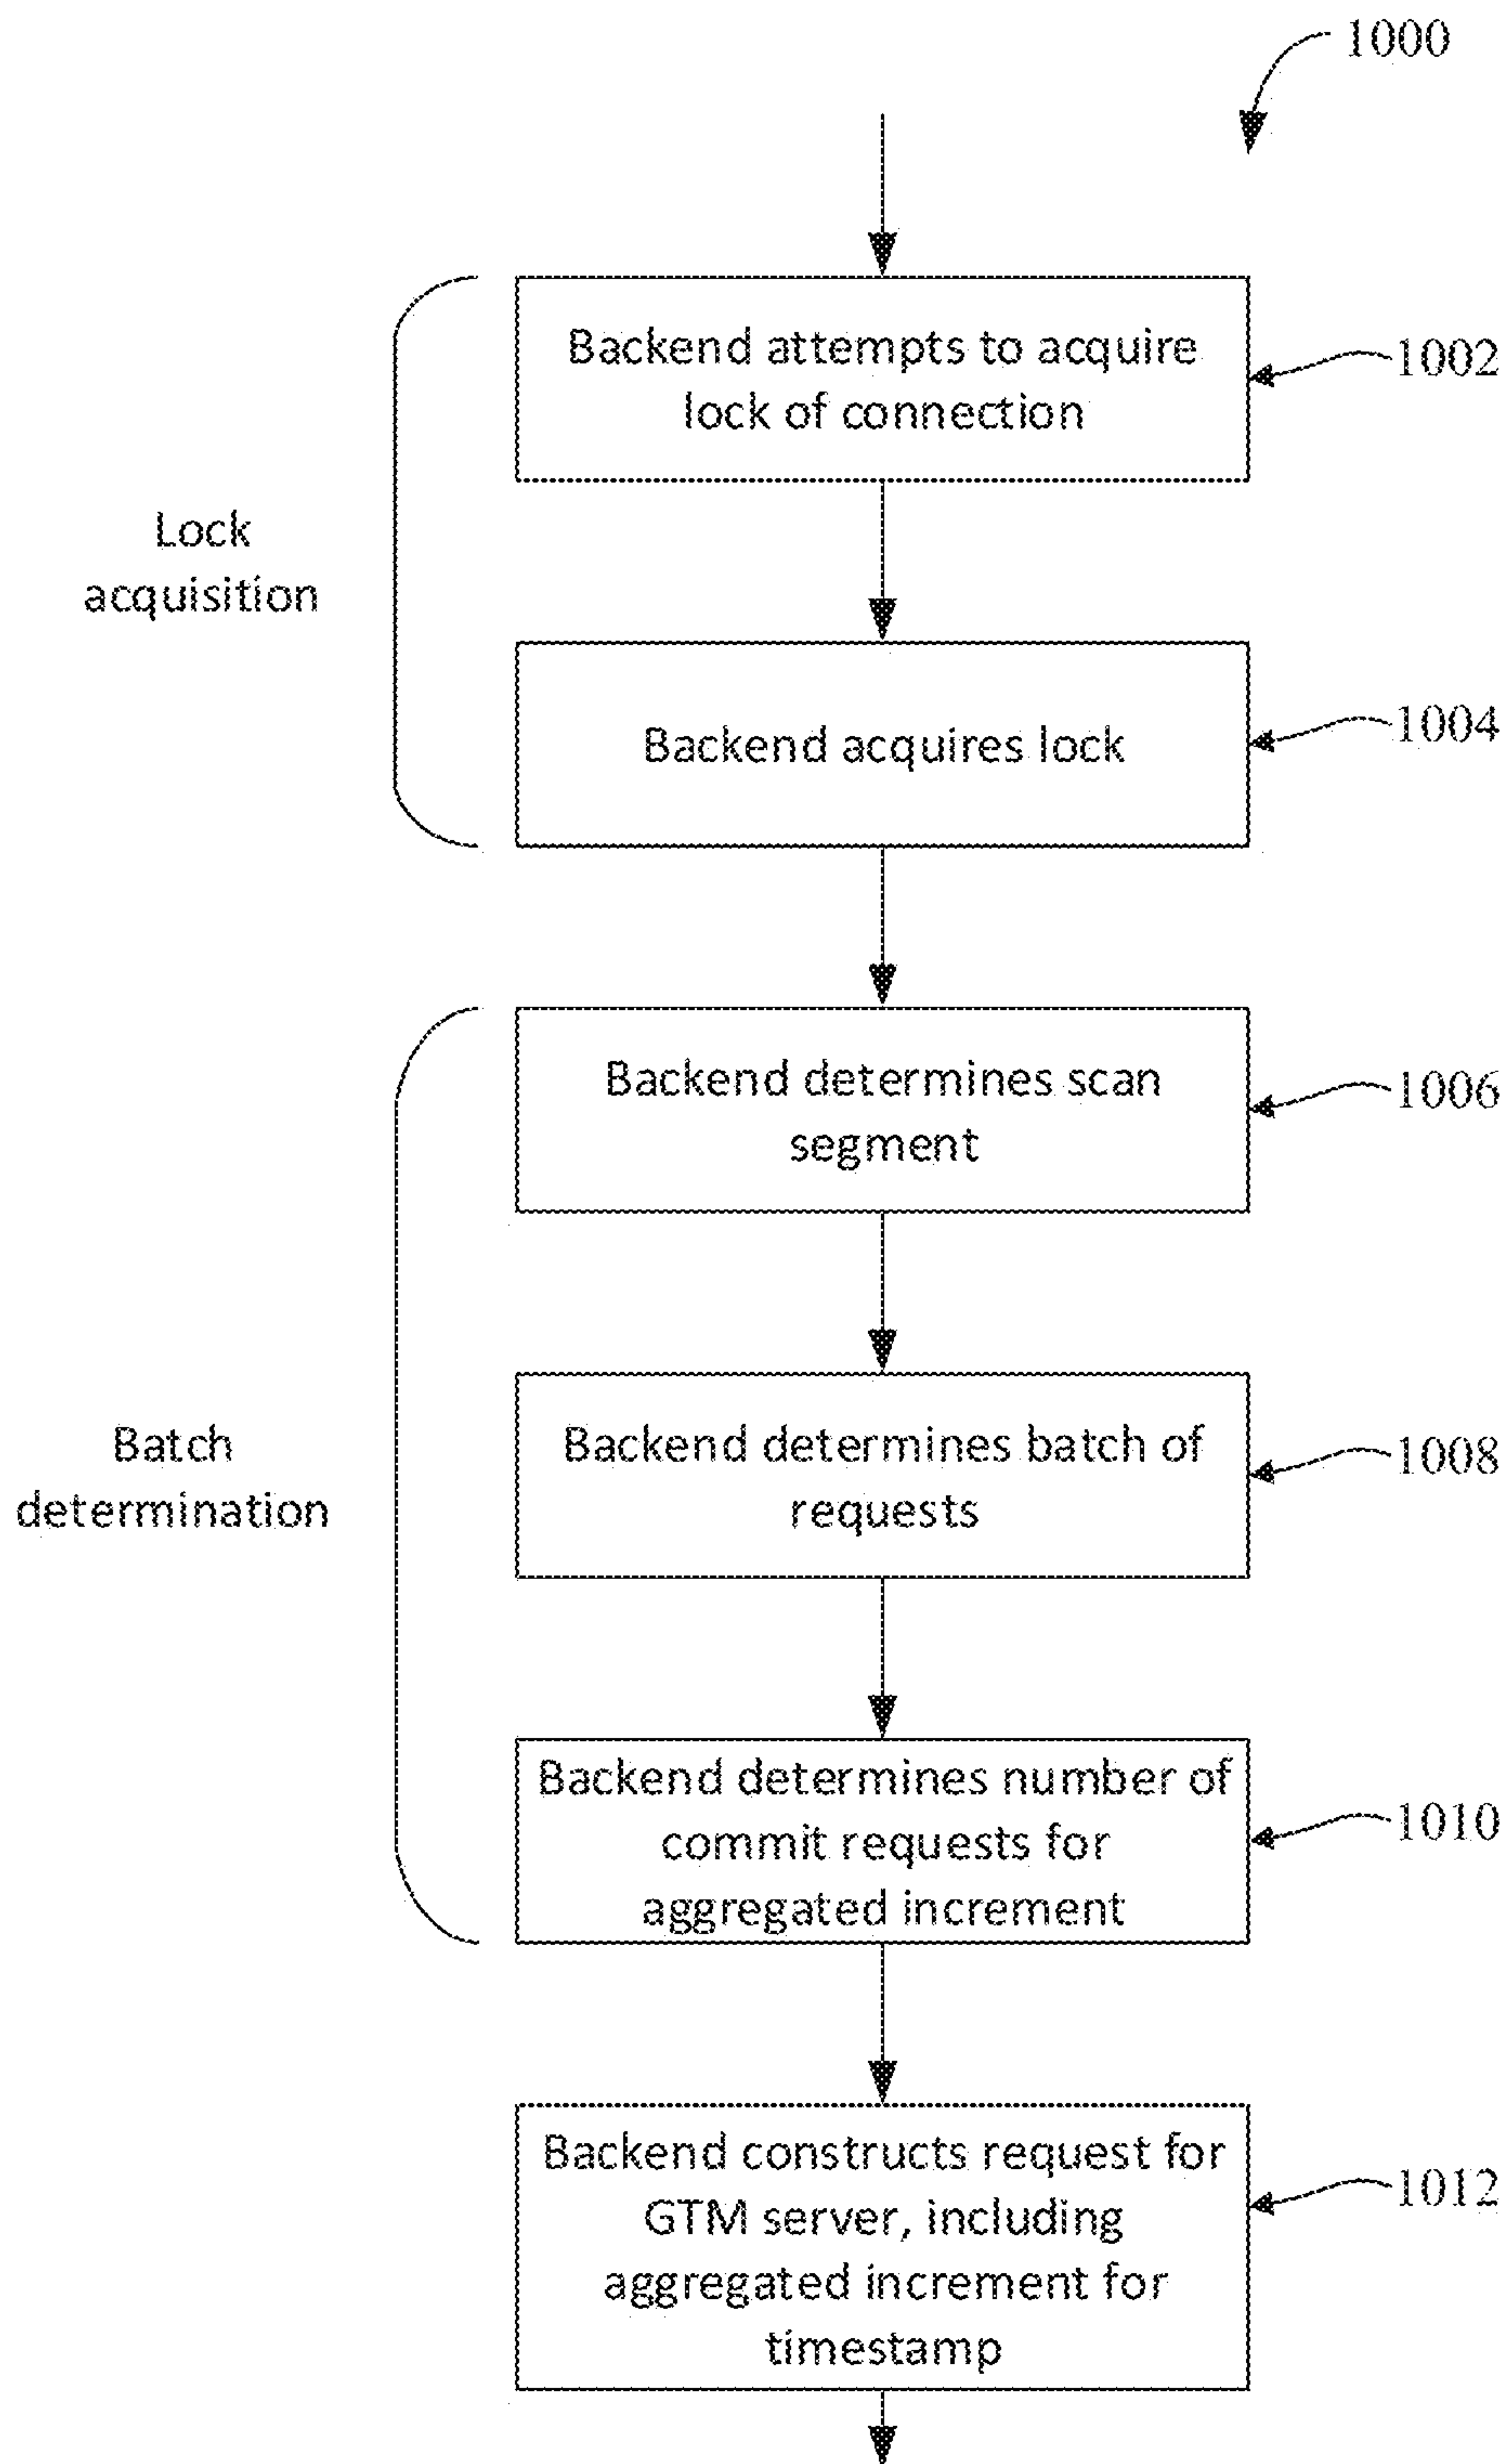 1000
Backend attempts to acquire
lock of connection
1002
Lock
acquisition
Backend acquires lock
1004
Backend determines scan
segment
1006
Batch
determination
Backend determines batch of
requests
1008
Backend determines number of
commit requests for
aggregated increment
1010
Backend constructs request for
GTM server, including
aggregated increment for
timestamp
1012